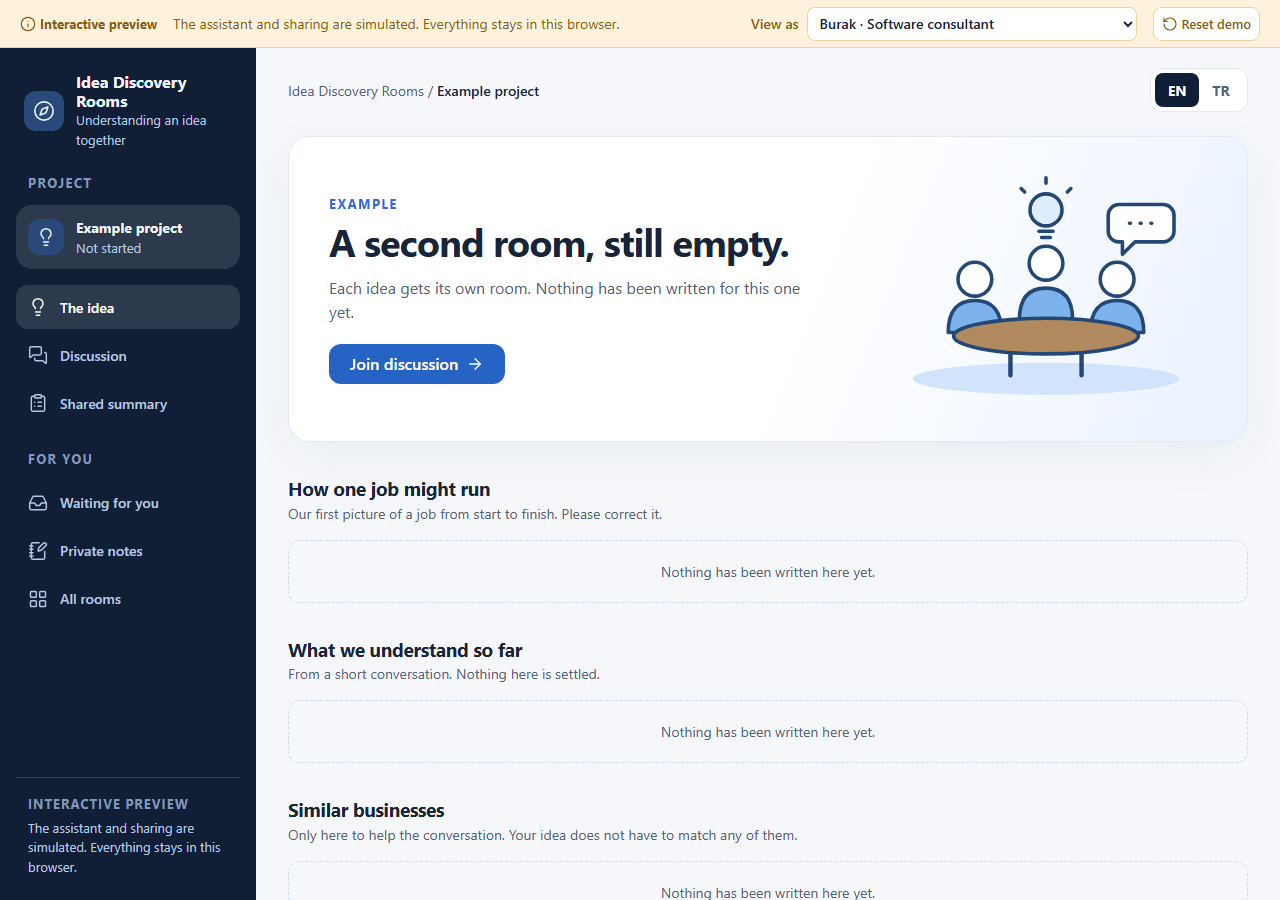 Interactive preview The assistant and sharing are simulated. Everything stays in this browser. View as Burak · Software consultant Reset demo
Idea Discovery
Rooms
Understanding an idea
together
PROJECT
Example project
Not started
The idea
Discussion
Shared summary
FOR YOU
Waiting for you
Private notes
All rooms
INTERACTIVE PREVIEW
The assistant and sharing are
simulated. Everything stays in this
browser.
Idea Discovery Rooms / Example project
EN TR
EXAMPLE
A second room, still empty.
Each idea gets its own room. Nothing has been written for this one
yet.
Join discussion
How one job might run
Our first picture of a job from start to finish. Please correct it.
Nothing has been written here yet.
What we understand so far
From a short conversation. Nothing here is settled.
Nothing has been written here yet.
Similar businesses
Only here to help the conversation. Your idea does not have to match any of them.
Nothing has been written here yet.